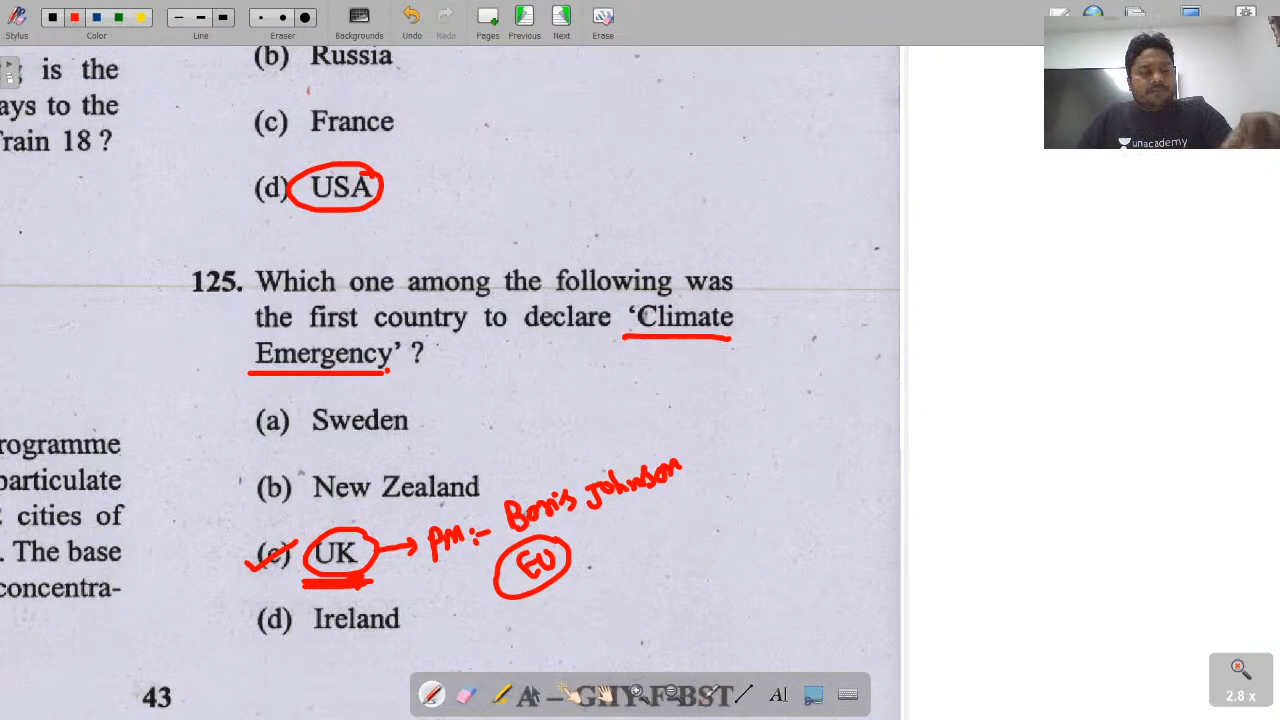 Stylus
Color
Line
Eraser
Backgrounds
Undo
Redo
Pages
Previous
Next
Erase
unacademy
is the
ays to the
Train 18 ?
(b) Russia
(c) France
(d) USA
125. Which one among the following was
the first country to declare ‘Climate
Emergency’ ?
(a) Sweden
(b) New Zealand
(c) UK
PM:- Boris Johnson
EU
(d) Ireland
rogramme
particulate
cities of
. The base
concentra-
43
A – GHY-F-BST
2.8 x